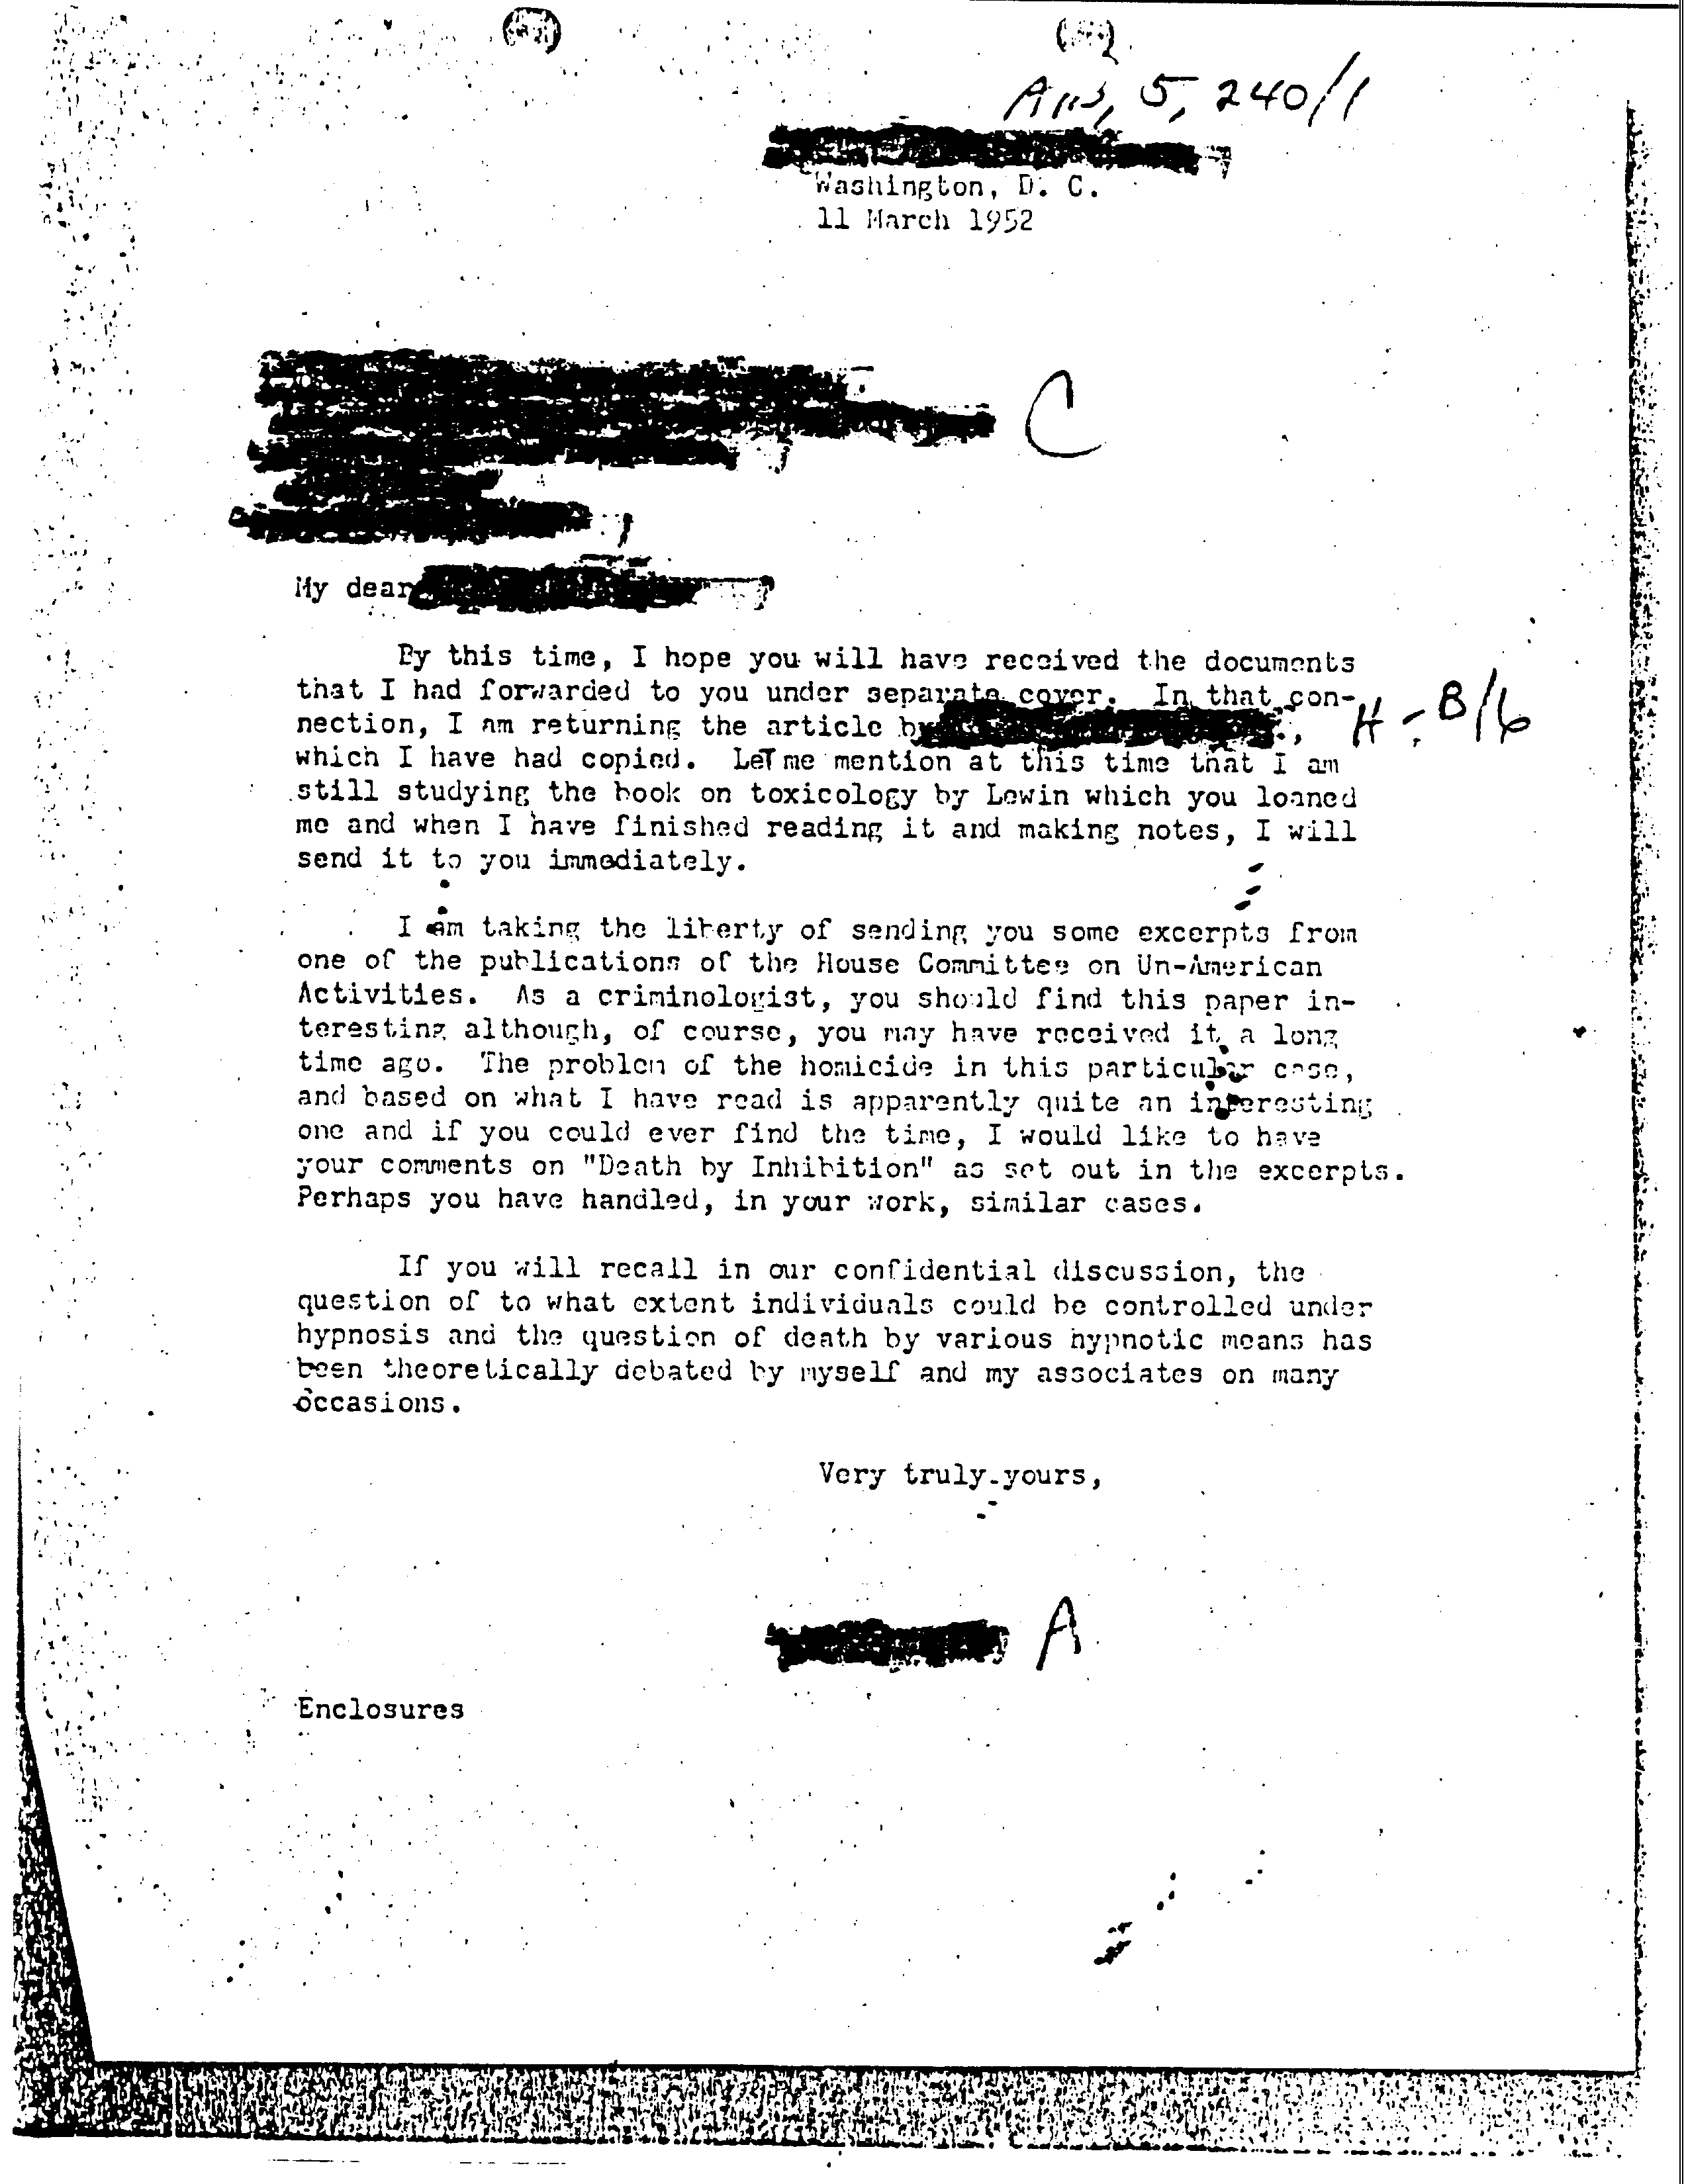 5, 240/1
Washington, D. C.
11 March 1952
C
My dear
By this time, I hope you will have received the documents
that I had forwarded to you under separate cover. In that con-
nection, I am returning the article by
H - B/6
which I have had copied. Let me mention at this time that I am
still studying the book on toxicology by Lewin which you loaned
me and when I have finished reading it and making notes, I will
send it to you immediately.
I am taking the liberty of sending you some excerpts from
one of the publications of the House Committee on Un-American
Activities. As a criminologist, you should find this paper in-
teresting although, of course, you may have received it a long
time ago. The problem of the homicide in this particular case,
and based on what I have read is apparently quite an interesting
one and if you could ever find the time, I would like to have
your comments on "Death by Inhibition" as set out in the excerpts.
Perhaps you have handled, in your work, similar cases.
If you will recall in our confidential discussion, the
question of to what extent individuals could be controlled under
hypnosis and the question of death by various hypnotic means has
been theoretically debated by myself and my associates on many
occasions.
Very truly yours,
A
Enclosures